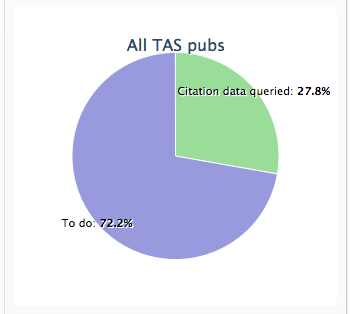 All TAS pubs
Citation data queried: 27.8%
To do: 72.2%